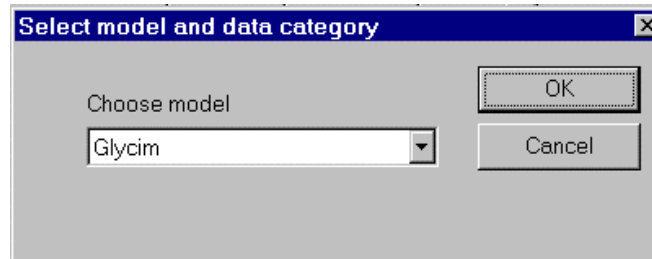 Select model and data category
OK
Choose model
Glycim
Cancel